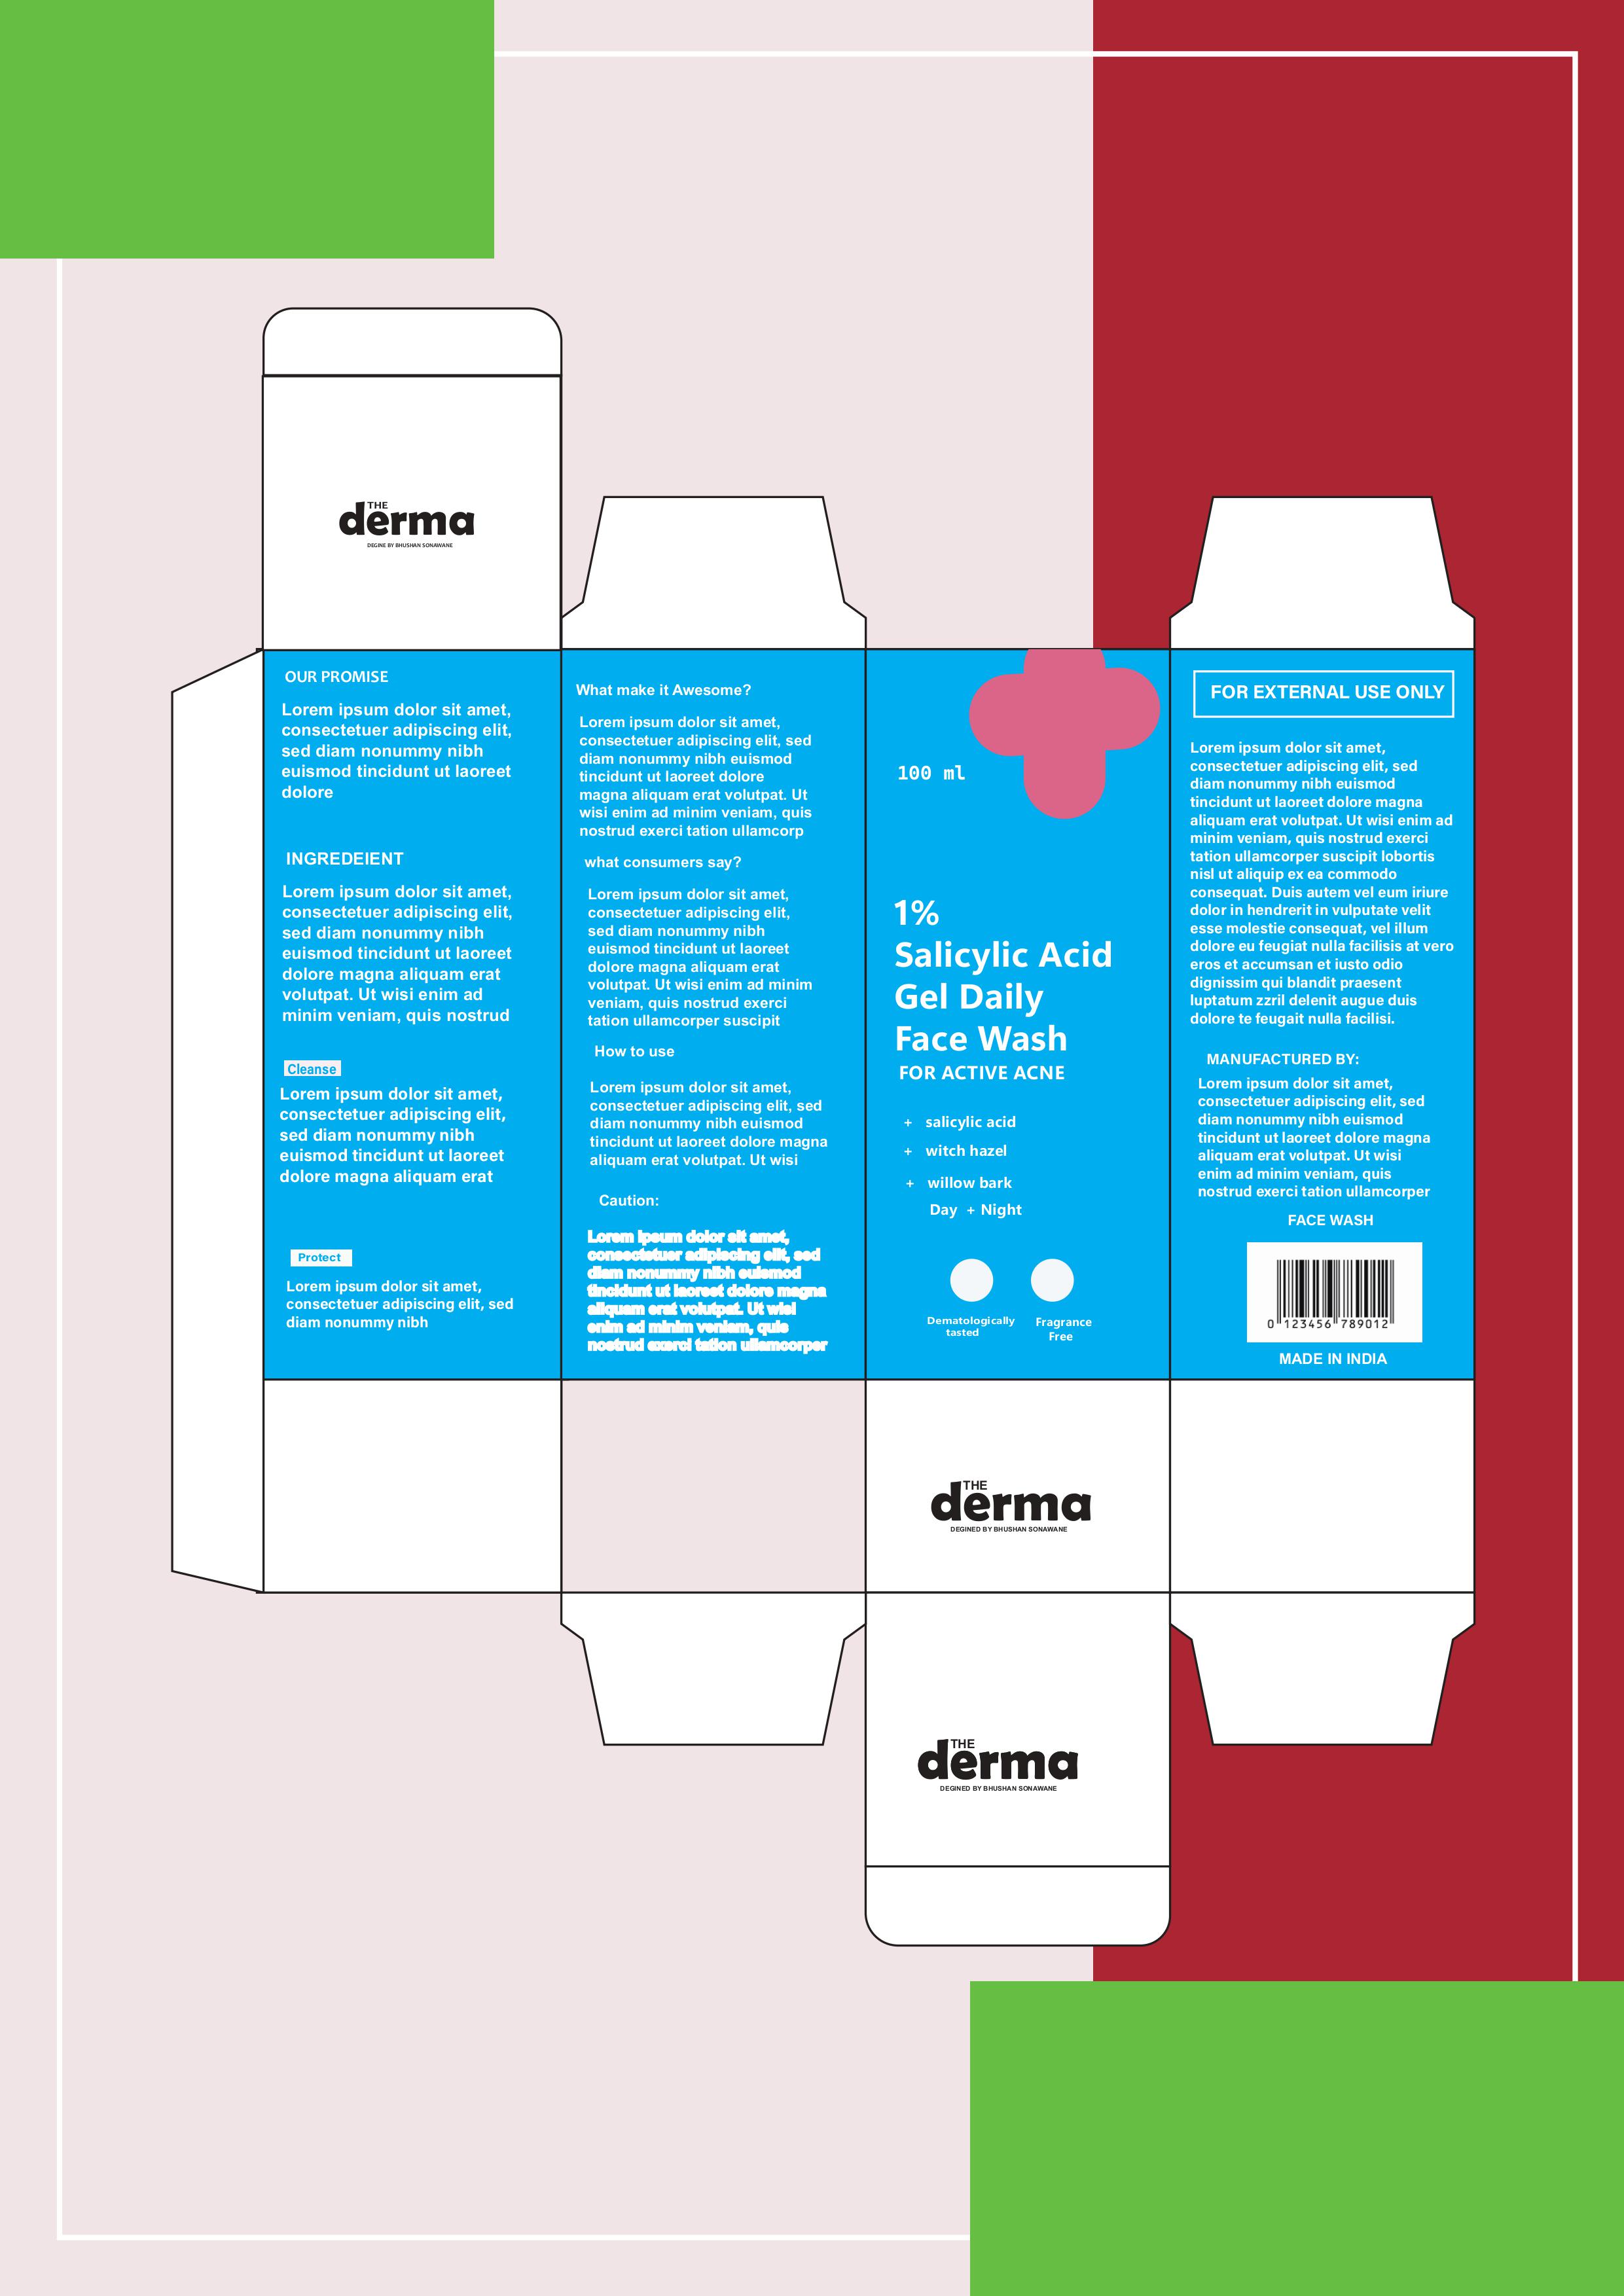 THE
derma
DEGINE BY BHUSHAN SONAWANE
OUR PROMISE
Lorem ipsum dolor sit amet,
consectetuer adipiscing elit,
sed diam nonummy nibh
euismod tincidunt ut laoreet
dolore
INGREDEIENT
Lorem ipsum dolor sit amet,
consectetuer adipiscing elit,
sed diam nonummy nibh
euismod tincidunt ut laoreet
dolore magna aliquam erat
volutpat. Ut wisi enim ad
minim veniam, quis nostrud
Cleanse
Lorem ipsum dolor sit amet,
consectetuer adipiscing elit,
sed diam nonummy nibh
euismod tincidunt ut laoreet
dolore magna aliquam erat
Protect
Lorem ipsum dolor sit amet,
consectetuer adipiscing elit, sed
diam nonummy nibh
What make it Awesome?
Lorem ipsum dolor sit amet,
consectetuer adipiscing elit, sed
diam nonummy nibh euismod
tincidunt ut laoreet dolore
magna aliquam erat volutpat. Ut
wisi enim ad minim veniam, quis
nostrud exerci tation ullamcorp
what consumers say?
Lorem ipsum dolor sit amet,
consectetuer adipiscing elit,
sed diam nonummy nibh
euismod tincidunt ut laoreet
dolore magna aliquam erat
volutpat. Ut wisi enim ad minim
veniam, quis nostrud exerci
tation ullamcorper suscipit
How to use
Lorem ipsum dolor sit amet,
consectetuer adipiscing elit, sed
diam nonummy nibh euismod
tincidunt ut laoreet dolore magna
aliquam erat volutpat. Ut wisi
Caution:
Lorem ipsum dolor sit amet,
consectetuer adipiscing elit, sed
diam nonummy nibh euismod
tincidunt ut laoreet dolore magna
aliquam erat volutpat. Ut wisi
enim ad minim veniam, quis
nostrud exerci tation ullamcorper
100 ml
1%
Salicylic Acid
Gel Daily
Face Wash
FOR ACTIVE ACNE
+ salicylic acid
+ witch hazel
+ willow bark
Day + Night
Dematologically
tasted
Fragrance
Free
FOR EXTERNAL USE ONLY
Lorem ipsum dolor sit amet,
consectetuer adipiscing elit, sed
diam nonummy nibh euismod
tincidunt ut laoreet dolore magna
aliquam erat volutpat. Ut wisi enim ad
minim veniam, quis nostrud exerci
tation ullamcorper suscipit lobortis
nisl ut aliquip ex ea commodo
consequat. Duis autem vel eum iriure
dolor in hendrerit in vulputate velit
esse molestie consequat, vel illum
dolore eu feugiat nulla facilisis at vero
eros et accumsan et iusto odio
dignissim qui blandit praesent
luptatum zzril delenit augue duis
dolore te feugait nulla facilisi.
MANUFACTURED BY:
Lorem ipsum dolor sit amet,
consectetuer adipiscing elit, sed
diam nonummy nibh euismod
tincidunt ut laoreet dolore magna
aliquam erat volutpat. Ut wisi
enim ad minim veniam, quis
nostrud exerci tation ullamcorper
FACE WASH
0 123456 789012
MADE IN INDIA
THE
derma
DEGINED BY BHUSHAN SONAWANE
THE
derma
DEGINED BY BHUSHAN SONAWANE